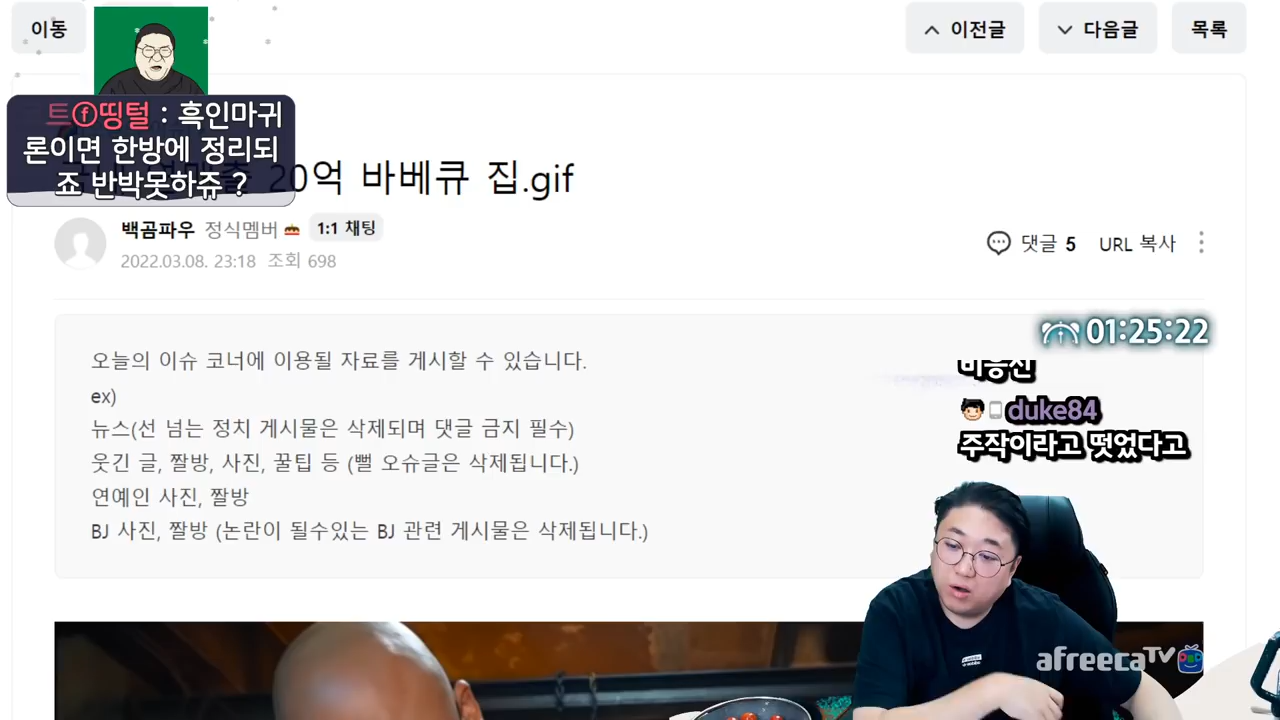 이동
이전글
다음글
목록
트ⓕ띵털 : 흑인마귀
론이면 한방에 정리되
죠 반박못하쥬 ?
20억 바베큐 집.gif
백곰파우 정식멤버 1:1 채팅
2022.03.08. 23:18 조회 698
댓글 5 URL 복사
01:25:22
오늘의 이슈 코너에 이용될 자료를 게시할 수 있습니다.
ex)
뉴스(선 넘는 정치 게시물은 삭제되며 댓글 금지 필수)
웃긴 글, 짤방, 사진, 꿀팁 등 (뻘 오슈글은 삭제됩니다.)
연예인 사진, 짤방
BJ 사진, 짤방 (논란이 될수있는 BJ 관련 게시물은 삭제됩니다.)
duke84
주작이라고 떳었다고
afreecaTV